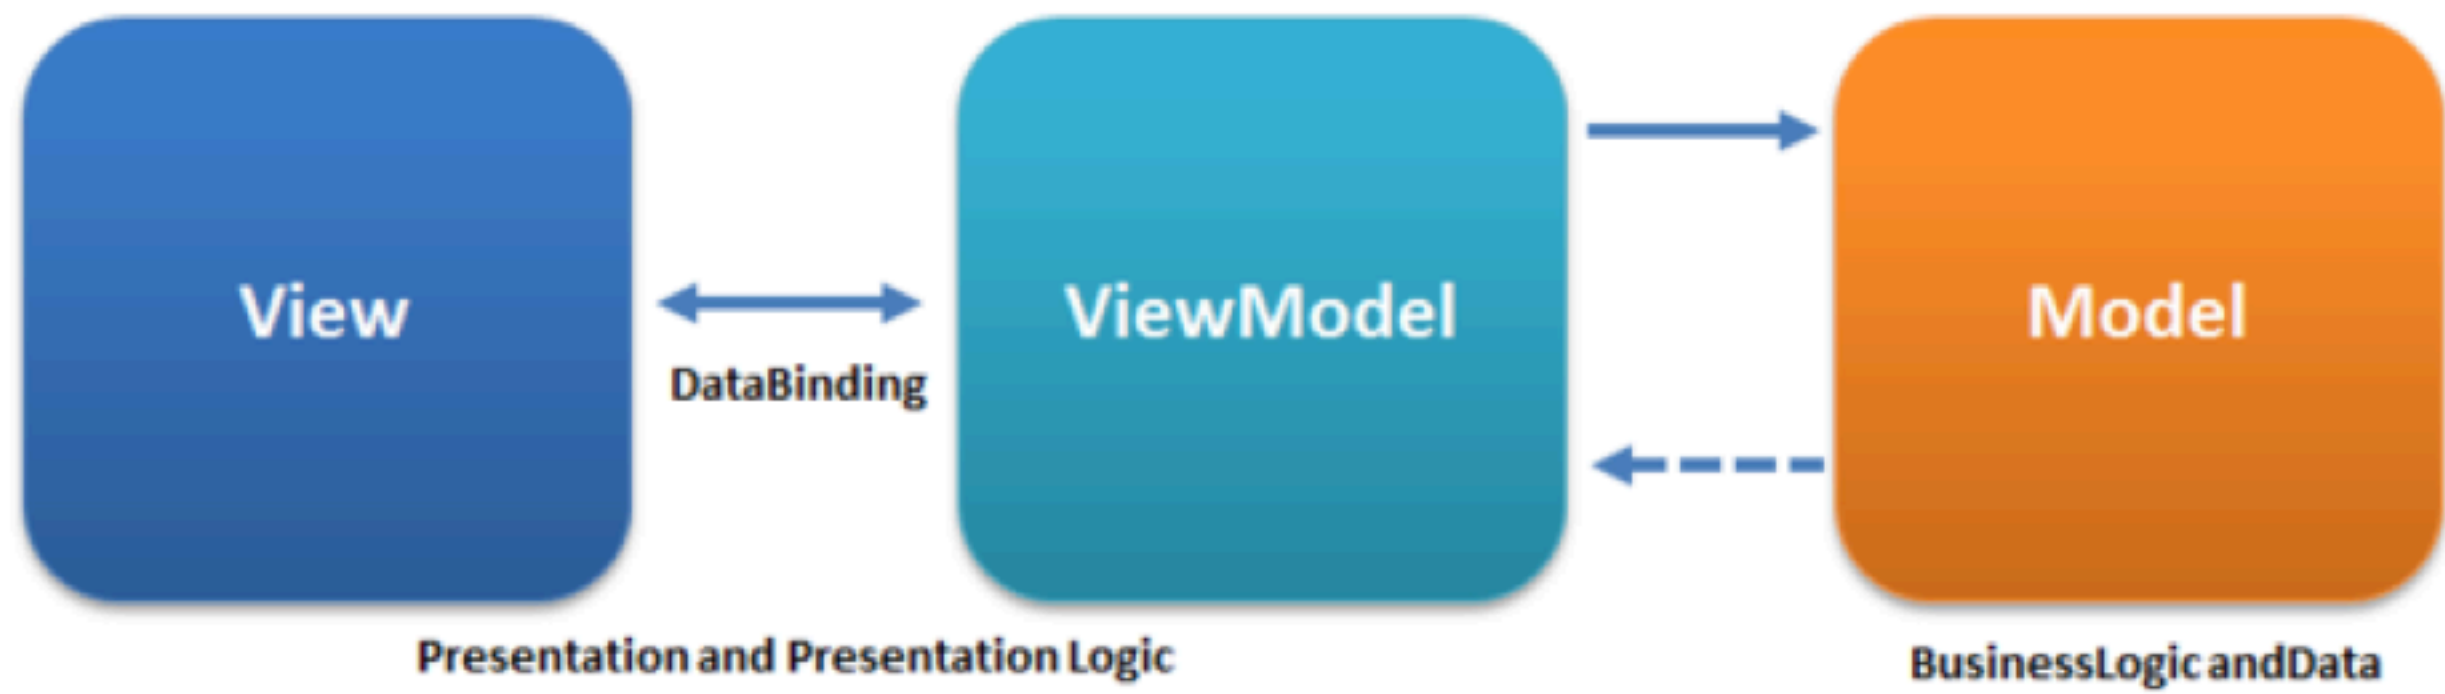 View
ViewModel
Model
DataBinding
Presentation and Presentation Logic
BusinessLogic andData